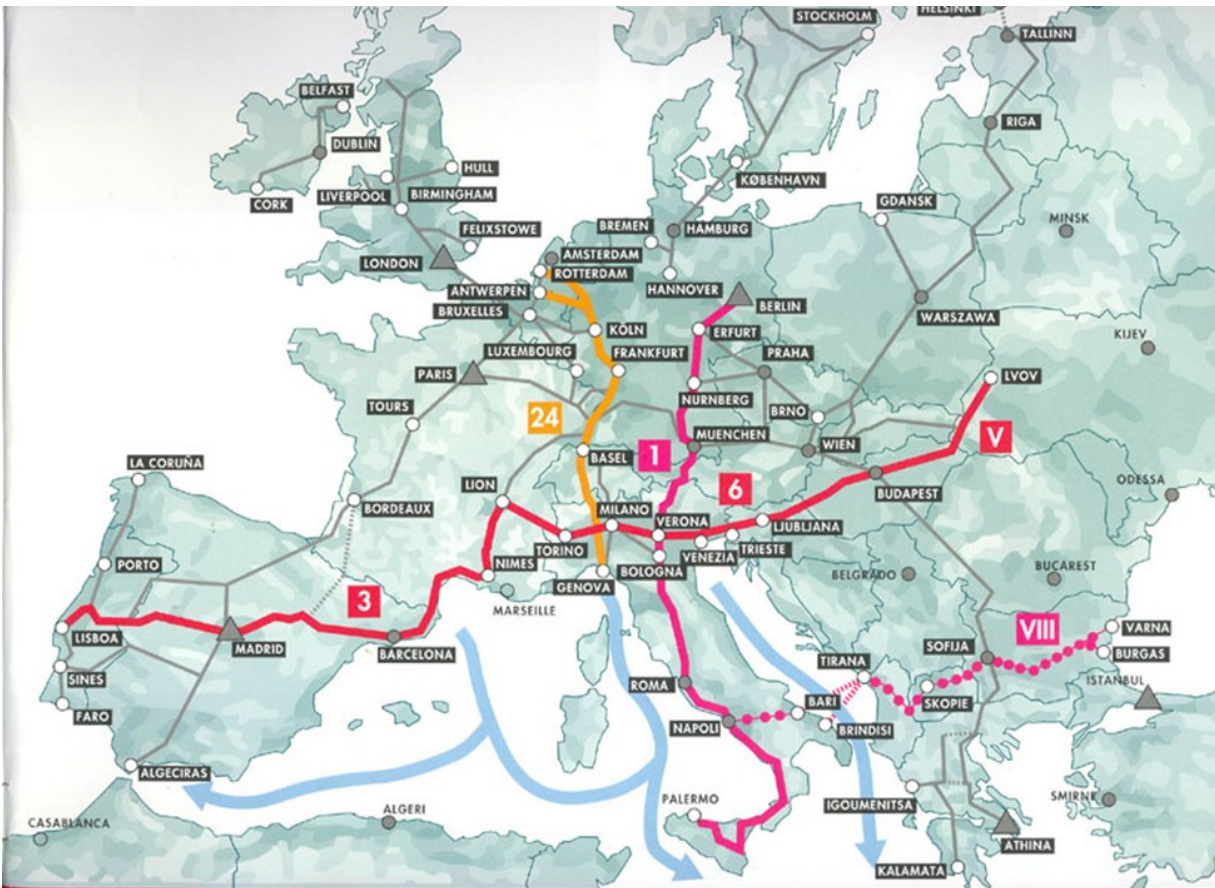 STOCKHOLM
HELSINKI
TALLINN
BELFAST
RIGA
DUBLIN
HULL
LIVERPOOL
BIRMINGHAM
CORK
KØBENHAVN
GDANSK
MINSK
FELIXSTOWE
BREMEN
HAMBURG
LONDON
AMSTERDAM
ROTTERDAM
ANTWERPEN
HANNOVER
BERLIN
BRUXELLES
WARSZAWA
KÖLN
ERFURT
KIJEV
LUXEMBOURG
FRANKFURT
PRAHA
PARIS
LVOV
NURNBERG
TOURS
24
BRNO
MUENCHEN
WIEN
V
1
BASEL
LA CORUÑA
ODESSA
LION
6
BUDAPEST
BORDEAUX
MILANO
VERONA
LJUBLJANA
TORINO
VENEZIA
TRIESTE
PORTO
NIMES
GENOVA
BOLOGNA
BELGRADO
BUCAREST
3
MARSEILLE
LISBOA
MADRID
BARCELONA
VIII
VARNA
SOFIJA
BURGAS
TIRANA
SINES
ISTANBUL
ROMA
BARI
SKOPIE
FARO
NAPOLI
BRINDISI
ALGECIRAS
PALERMO
IGOUMENITSA
SMIRNE
CASABLANCA
ALGERI
ATHINA
KALAMATA